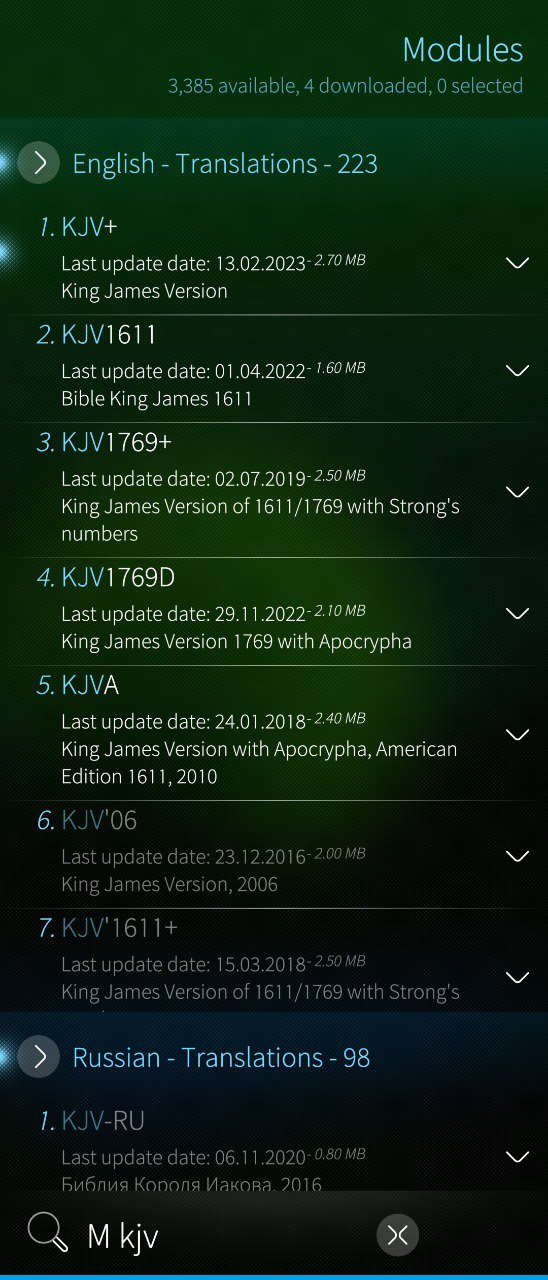 Modules
3,385 available, 4 downloaded, 0 selected
English - Translations - 223
1. KJV+
Last update date: 13.02.2023 - 2.70 MB
King James Version
2. KJV1611
Last update date: 01.04.2022 - 1.60 MB
Bible King James 1611
3. KJV1769+
Last update date: 02.07.2019 - 2.50 MB
King James Version of 1611/1769 with Strong's
numbers
4. KJV1769D
Last update date: 29.11.2022 - 2.10 MB
King James Version 1769 with Apocrypha
5. KJVA
Last update date: 24.01.2018 - 2.40 MB
King James Version with Apocrypha, American
Edition 1611, 2010
6. KJV'06
Last update date: 23.12.2016 - 2.00 MB
King James Version, 2006
7. KJV'1611+
Last update date: 15.03.2018 - 2.50 MB
King James Version of 1611/1769 with Strong's
Russian - Translations - 98
1. KJV-RU
Last update date: 06.11.2020 - 0.80 MB
Библия Короля Иакова, 2016
M kjv